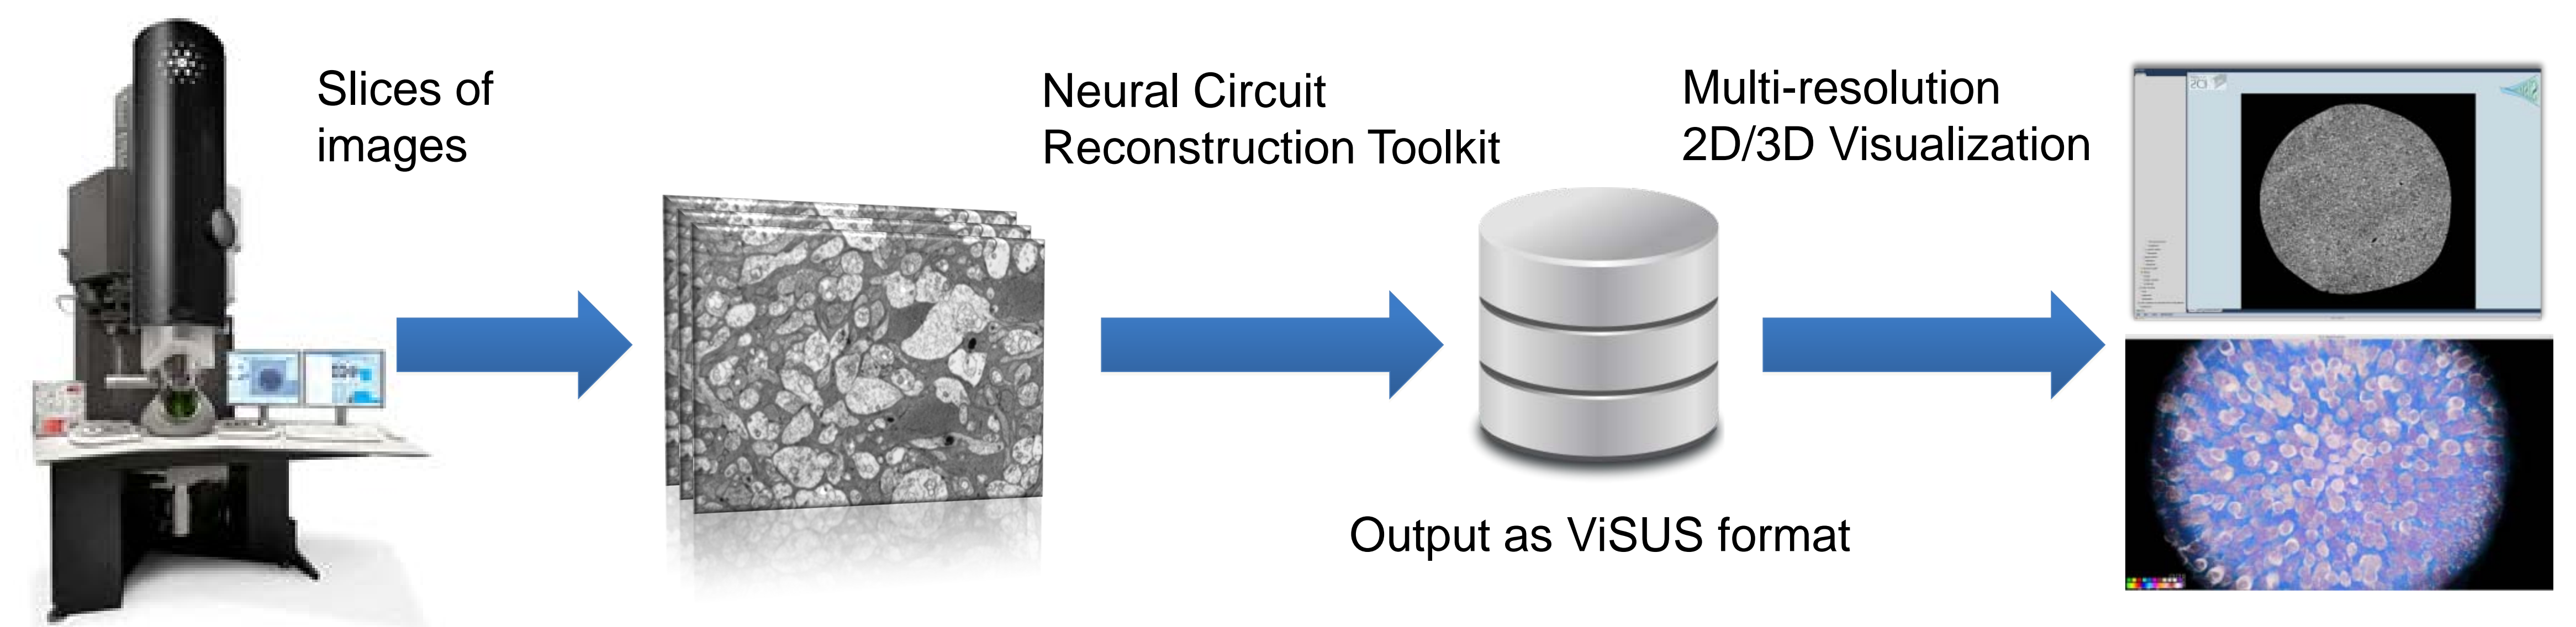 Slices of
images
Neural Circuit
Reconstruction Toolkit
Multi-resolution
2D/3D Visualization
Output as ViSUS format